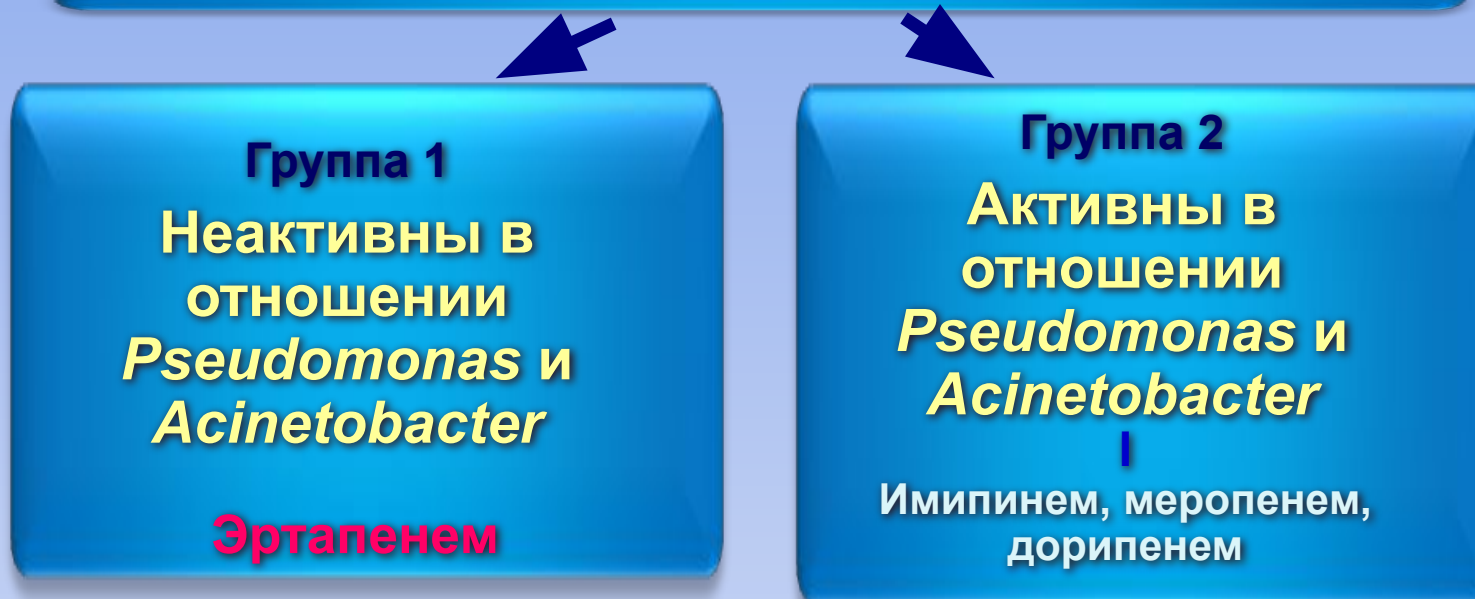 Группа 1
Неактивны в
отношении
Pseudomonas и
Acinetobacter
Эртапенем
Группа 2
Активны в
отношении
Pseudomonas и
Acinetobacter
I
Имипинем, меропенем,
дорипенем